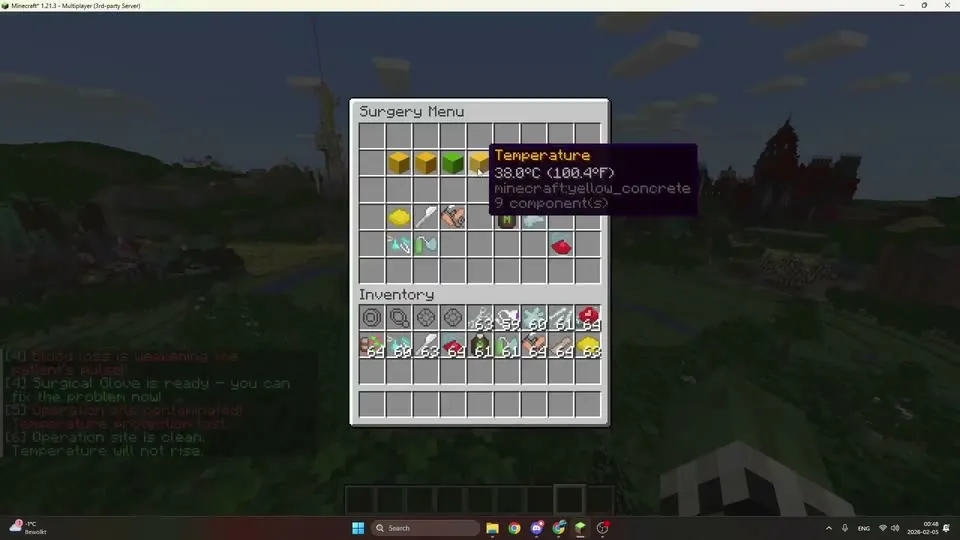 Minecraft* 1.21.3 - Multiplayer (3rd-party Server)
Surgery Menu
Temperature
38.0°C (100.4°F)
minecraft:yellow_concrete
9 component(s)
M
Inventory
63 59 60 61 64
64 60 63 64 61 61 64 64 63
[4] Blood loss is weakening the
patient's pulse!
[4] Surgical Glove is ready - you can
fix the problem now!
[5] Operation site contaminated!
Temperature protection lost.
[6] Operation site is clean.
Temperature will not rise.
-1°C
Bewolkt
Search
ENG
00:48
2026-02-05